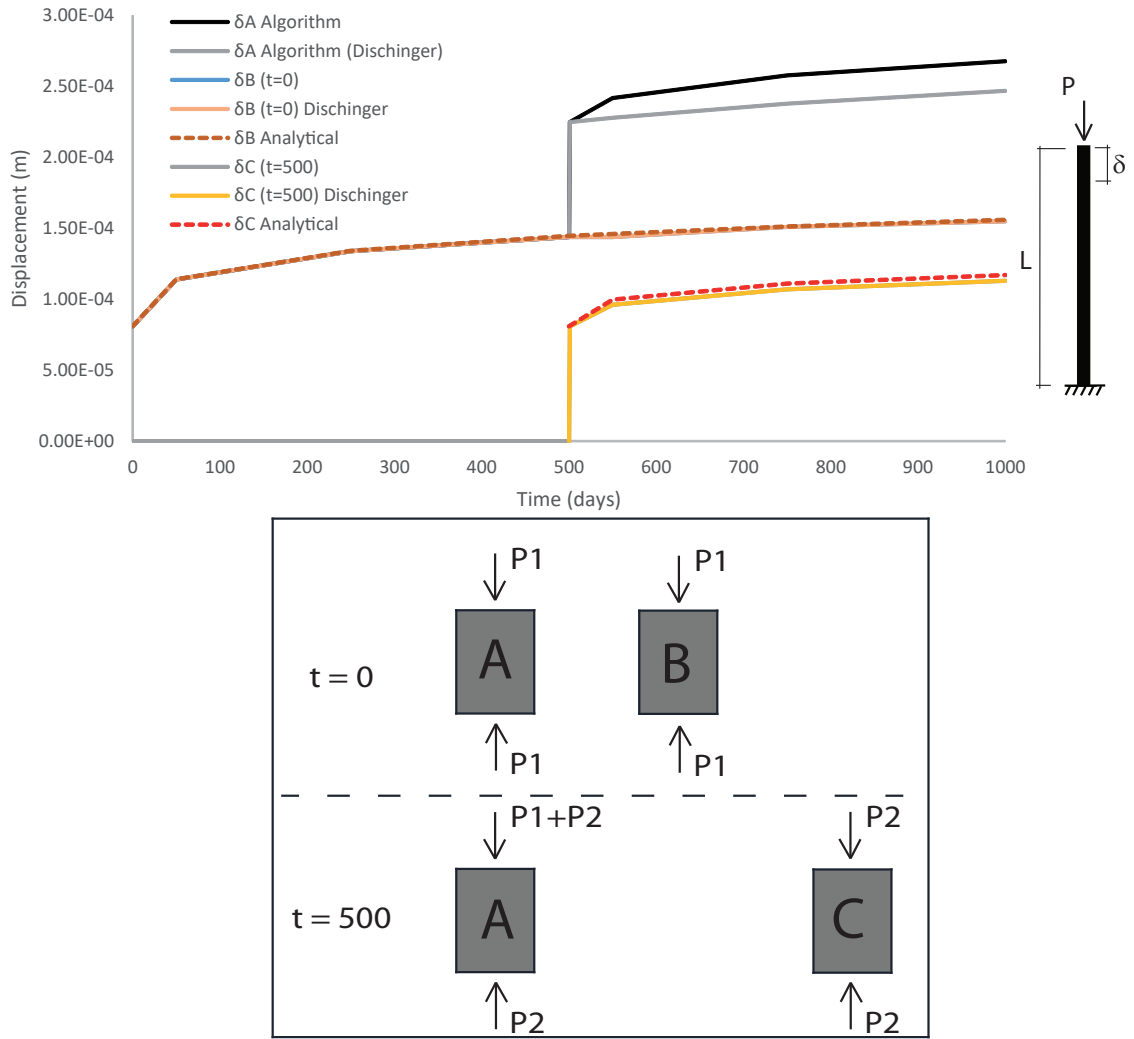 3.00E-04
2.50E-04
2.00E-04
1.50E-04
1.00E-04
5.00E-05
0.00E+00
Displacement (m)
δA Algorithm
δA Algorithm (Dischinger)
δB (t=0)
δB (t=0) Dischinger
δB Analytical
δC (t=500)
δC (t=500) Dischinger
δC Analytical
0 100 200 300 400 500 600 700 800 900 1000
Time (days)
P
δ
L
P1 P1
A B
t = 0
P1 P1
P1+P2 P2
A C
t = 500
P2 P2